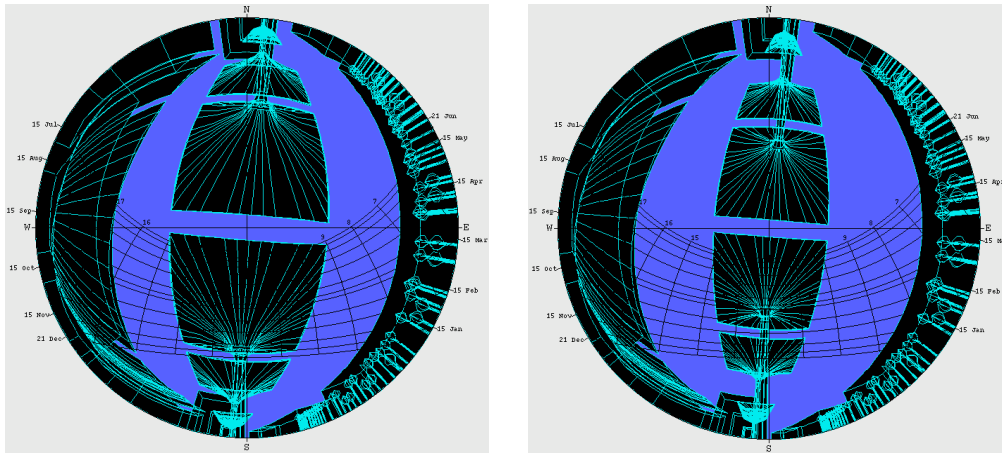 N
21 Jun
15 Jul
15 May
15 Aug
15 Apr
17
7
15 Sep
16
8
W
E
9
15 Mar
15 Oct
15 Feb
15 Nov
15 Jan
21 Dec
S
N
21 Jun
15 Jul
15 May
15 Aug
15 Apr
17
7
15 Sep
16
8
W
E
15
9
15 Ma
15 Oct
15 Feb
15 Nov
15 Jan
21 Dec
S